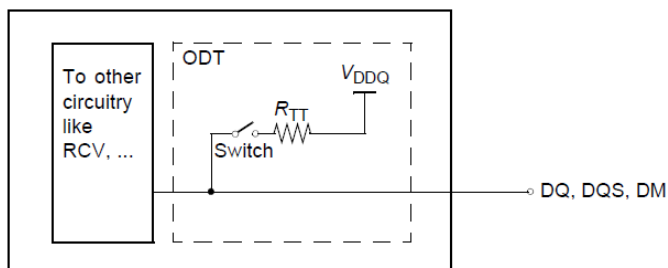 To other
circuitry
like
RCV, ...
ODT
VDDQ
RTT
Switch
DQ, DQS, DM